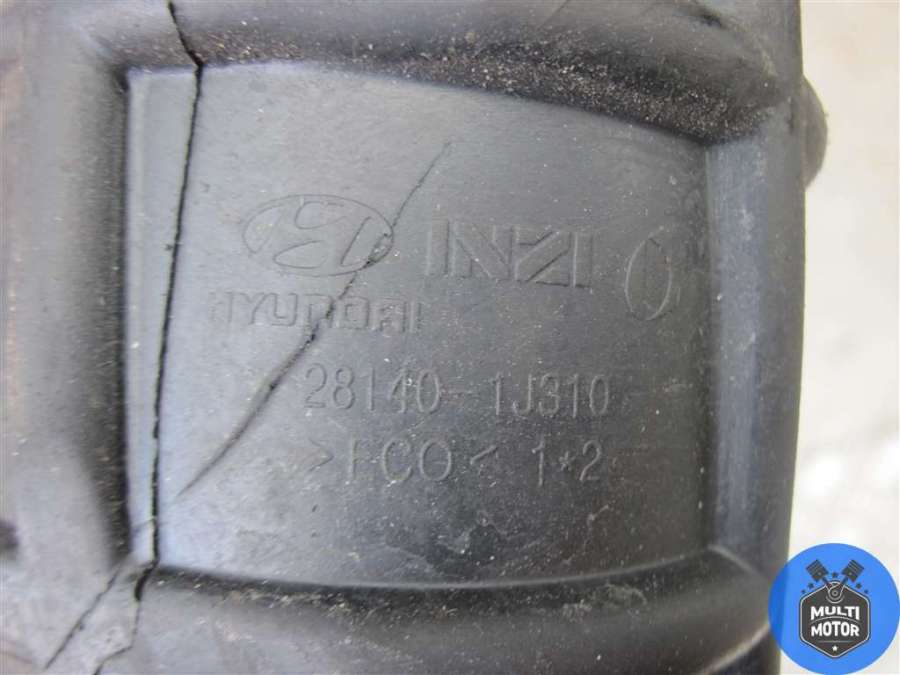 INZI
HYUNDAI
28140-1J310
>ECO< 1*2
MULTI
MOTOR